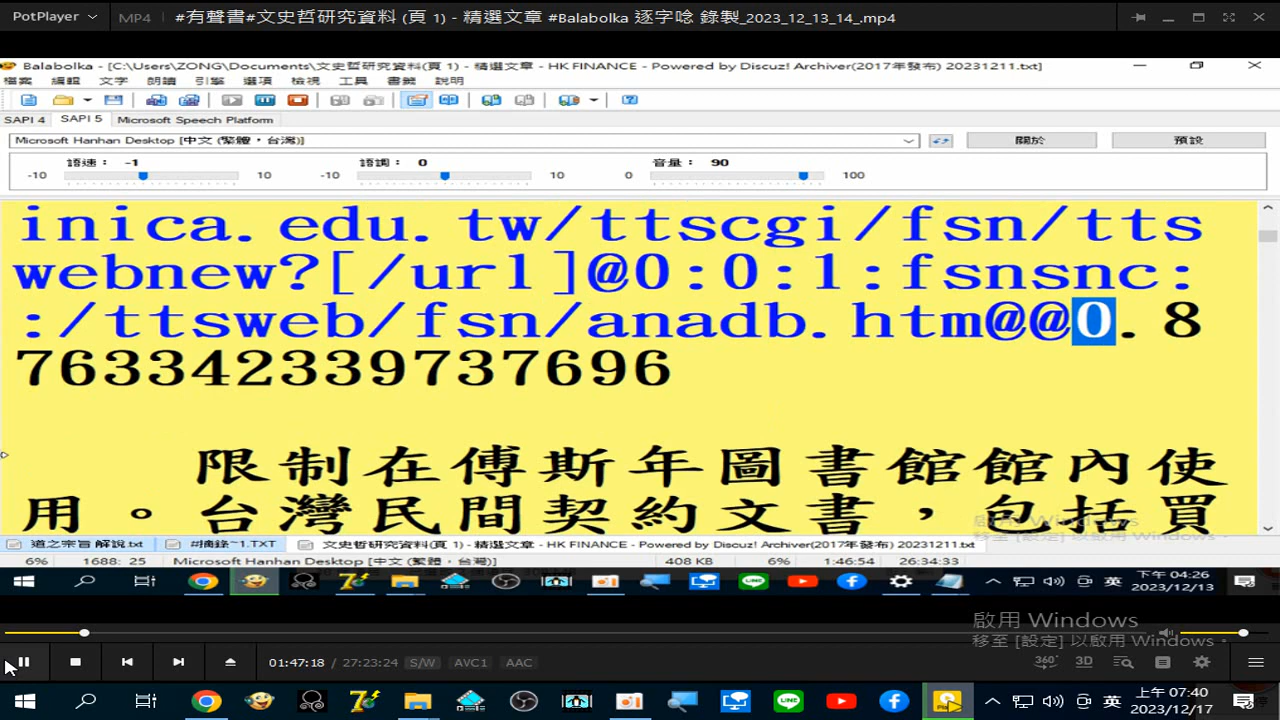 PotPlayer MP4 #有聲書#文史哲研究資料 (頁 1) - 精選文章 #Balabolka 逐字唸 錄製_2023_12_13_14_.mp4
Balabolka - [C:\Users\ZONG\Documents\文史哲研究資料(頁 1) - 精選文章 - HK FINANCE - Powered by Discuz! Archiver(2017年發布) 20231211.txt]
檔案 編輯 文字 朗讀 引擎 選項 檢視 工具 書籤 說明
SAPI 4 SAPI 5 Microsoft Speech Platform
Microsoft Hanhan Desktop [中文 (繁體，台灣)] 關於 預設
語速： -1 語調： 0 音量： 90
-10 10 -10 10 0 100
inica.edu.tw/ttscgi/fsn/tts
webnew?[/url]@0:0:1:fsnsnc:
:/ttsweb/fsn/anadb.htm@@0.8
763342339737696
限制在傅斯年圖書館館內使
用。台灣民間契約文書，包括買
啟用 Windows
移至 [設定] 以啟用 Windows。
道之宗旨 解說.txt #摘錄~1.TXT 文史哲研究資料(頁 1) - 精選文章 - HK FINANCE - Powered by Discuz! Archiver(2017年發布) 20231211.txt
6% 1688: 25 Microsoft Hanhan Desktop [中文 (繁體，台灣)] 408 KB 6% 1:46:54 26:34:33
英 下午 04:26
2023/12/13
啟用 Windows
移至 [設定] 以啟用 Windows。
01:47:18 / 27:23:24 S/W AVC1 AAC 360° 3D
英 上午 07:40
2023/12/17